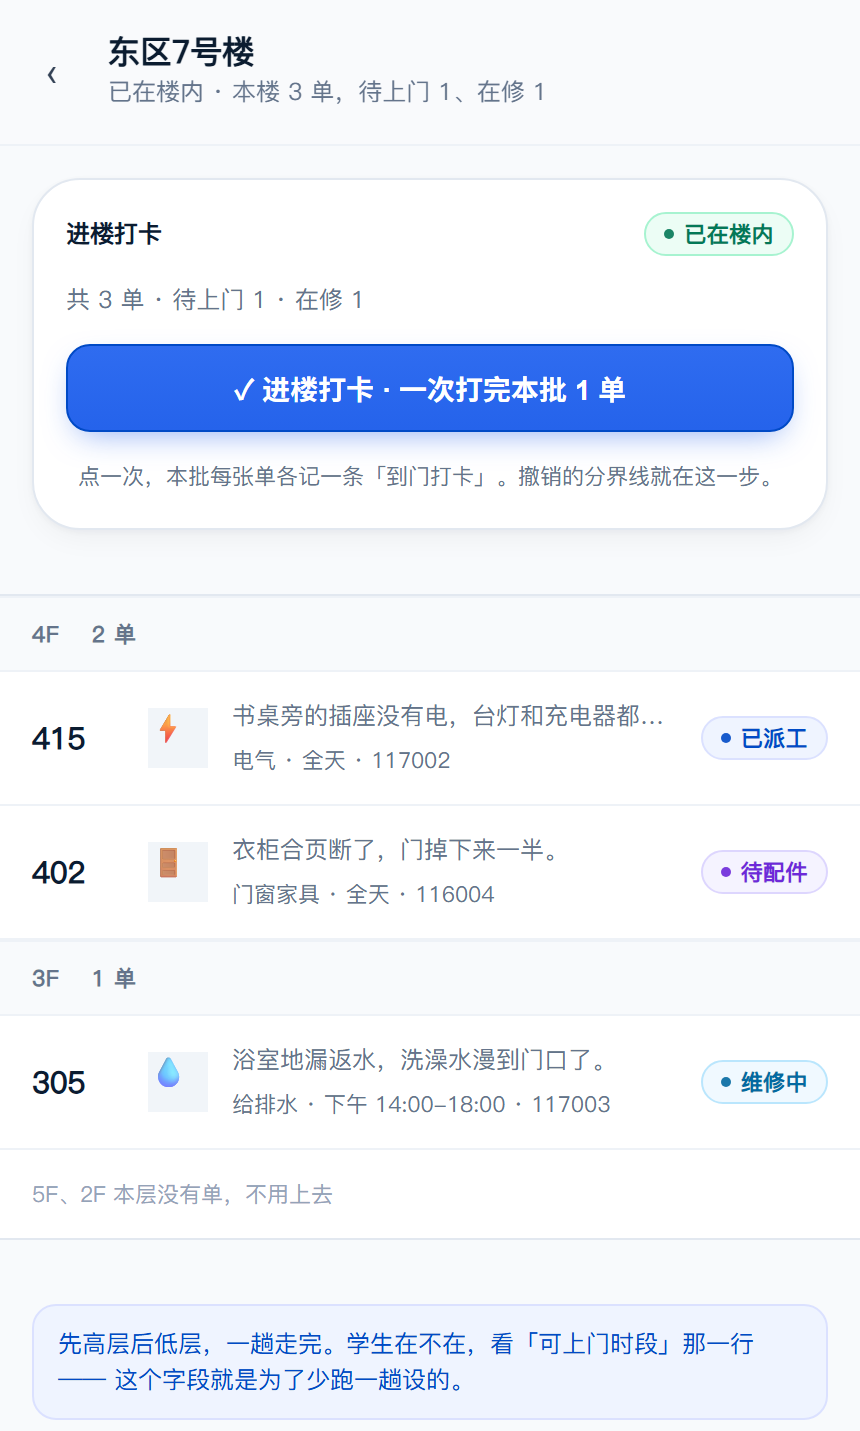 ‹
东区7号楼
已在楼内 · 本楼 3 单，待上门 1、在修 1
进楼打卡
已在楼内
共 3 单 · 待上门 1 · 在修 1
✓ 进楼打卡 · 一次打完本批 1 单
点一次，本批每张单各记一条「到门打卡」。撤销的分界线就在这一步。
4F 2 单
415
书桌旁的插座没有电，台灯和充电器都…
电气 · 全天 · 117002
已派工
402
衣柜合页断了，门掉下来一半。
门窗家具 · 全天 · 116004
待配件
3F 1 单
305
浴室地漏返水，洗澡水漫到门口了。
给排水 · 下午 14:00–18:00 · 117003
维修中
5F、2F 本层没有单，不用上去
先高层后低层，一趟走完。学生在不在，看「可上门时段」那一行
—— 这个字段就是为了少跑一趟设的。